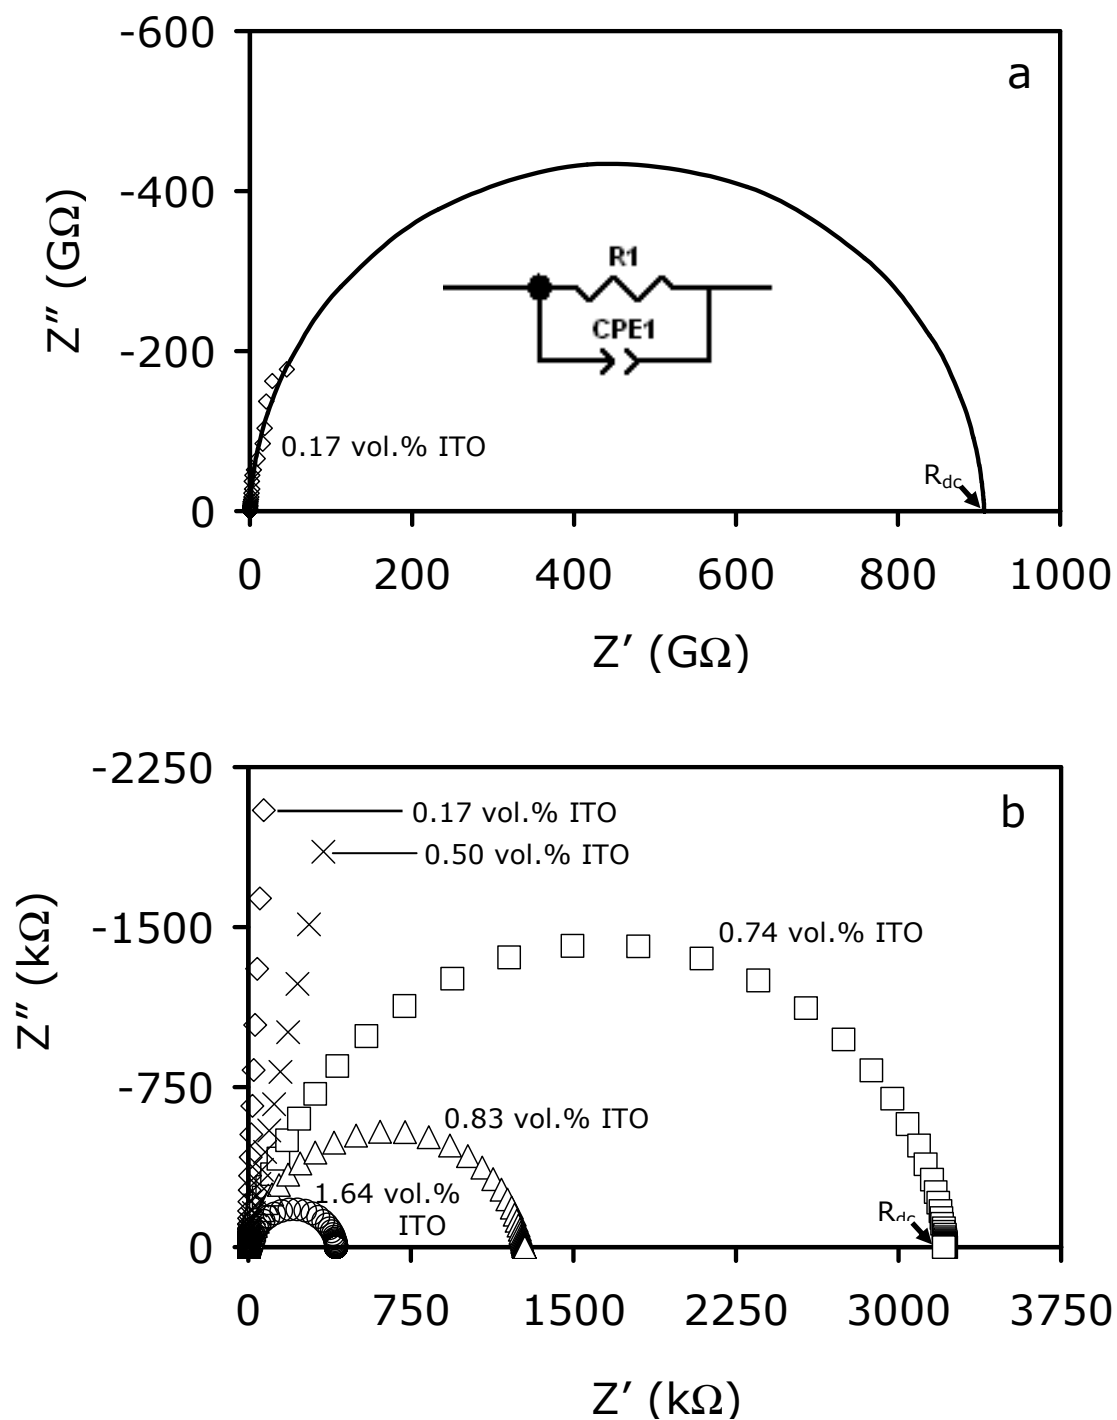 -600
a
-400
Z″ (GΩ)
R1
CPE1
-200
0.17 vol.% ITO
Rdc
0
0 200 400 600 800 1000
Z′ (GΩ)
-2250
b
0.17 vol.% ITO
0.50 vol.% ITO
-1500
0.74 vol.% ITO
Z″ (kΩ)
-750
0.83 vol.% ITO
1.64 vol.%
ITO
Rdc
0
0 750 1500 2250 3000 3750
Z′ (kΩ)